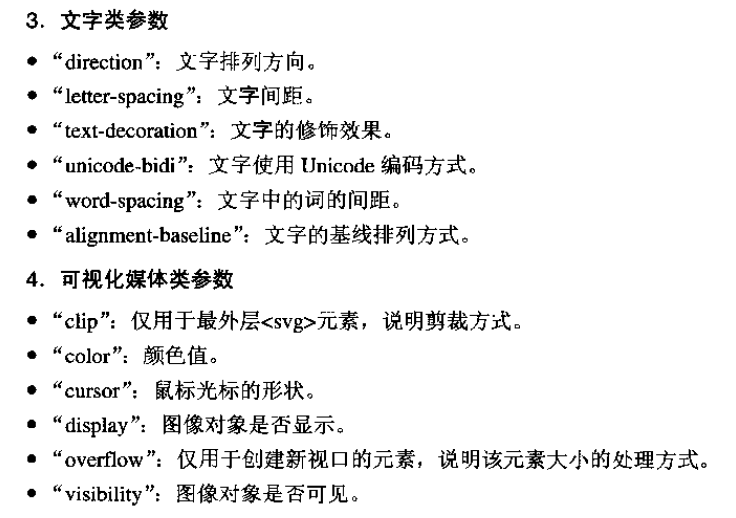 3．文字类参数
● “direction”：文字排列方向。
● “letter-spacing”：文字间距。
● “text-decoration”：文字的修饰效果。
● “unicode-bidi”：文字使用 Unicode 编码方式。
● “word-spacing”：文字中的词的间距。
● “alignment-baseline”：文字的基线排列方式。
4．可视化媒体类参数
● “clip”：仅用于最外层<svg>元素，说明剪裁方式。
● “color”：颜色值。
● “cursor”：鼠标光标的形状。
● “display”：图像对象是否显示。
● “overflow”：仅用于创建新视口的元素，说明该元素大小的处理方式。
● “visibility”：图像对象是否可见。